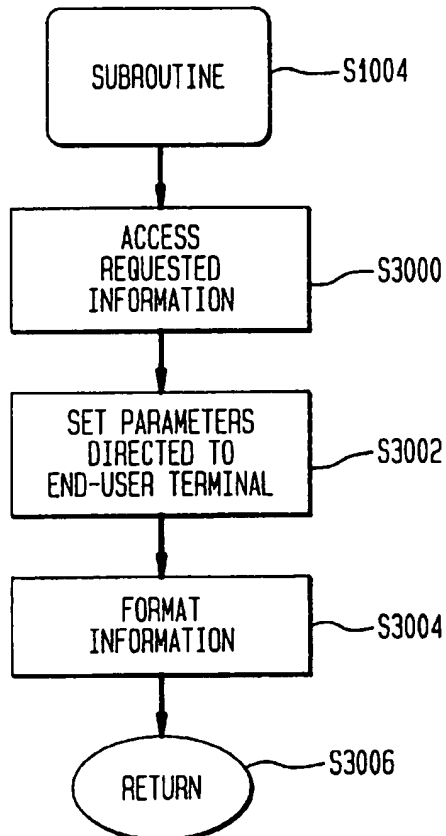 SUBROUTINE
S1004
ACCESS
REQUESTED
INFORMATION
S3000
SET PARAMETERS
DIRECTED TO
END-USER TERMINAL
S3002
FORMAT
INFORMATION
S3004
RETURN
S3006